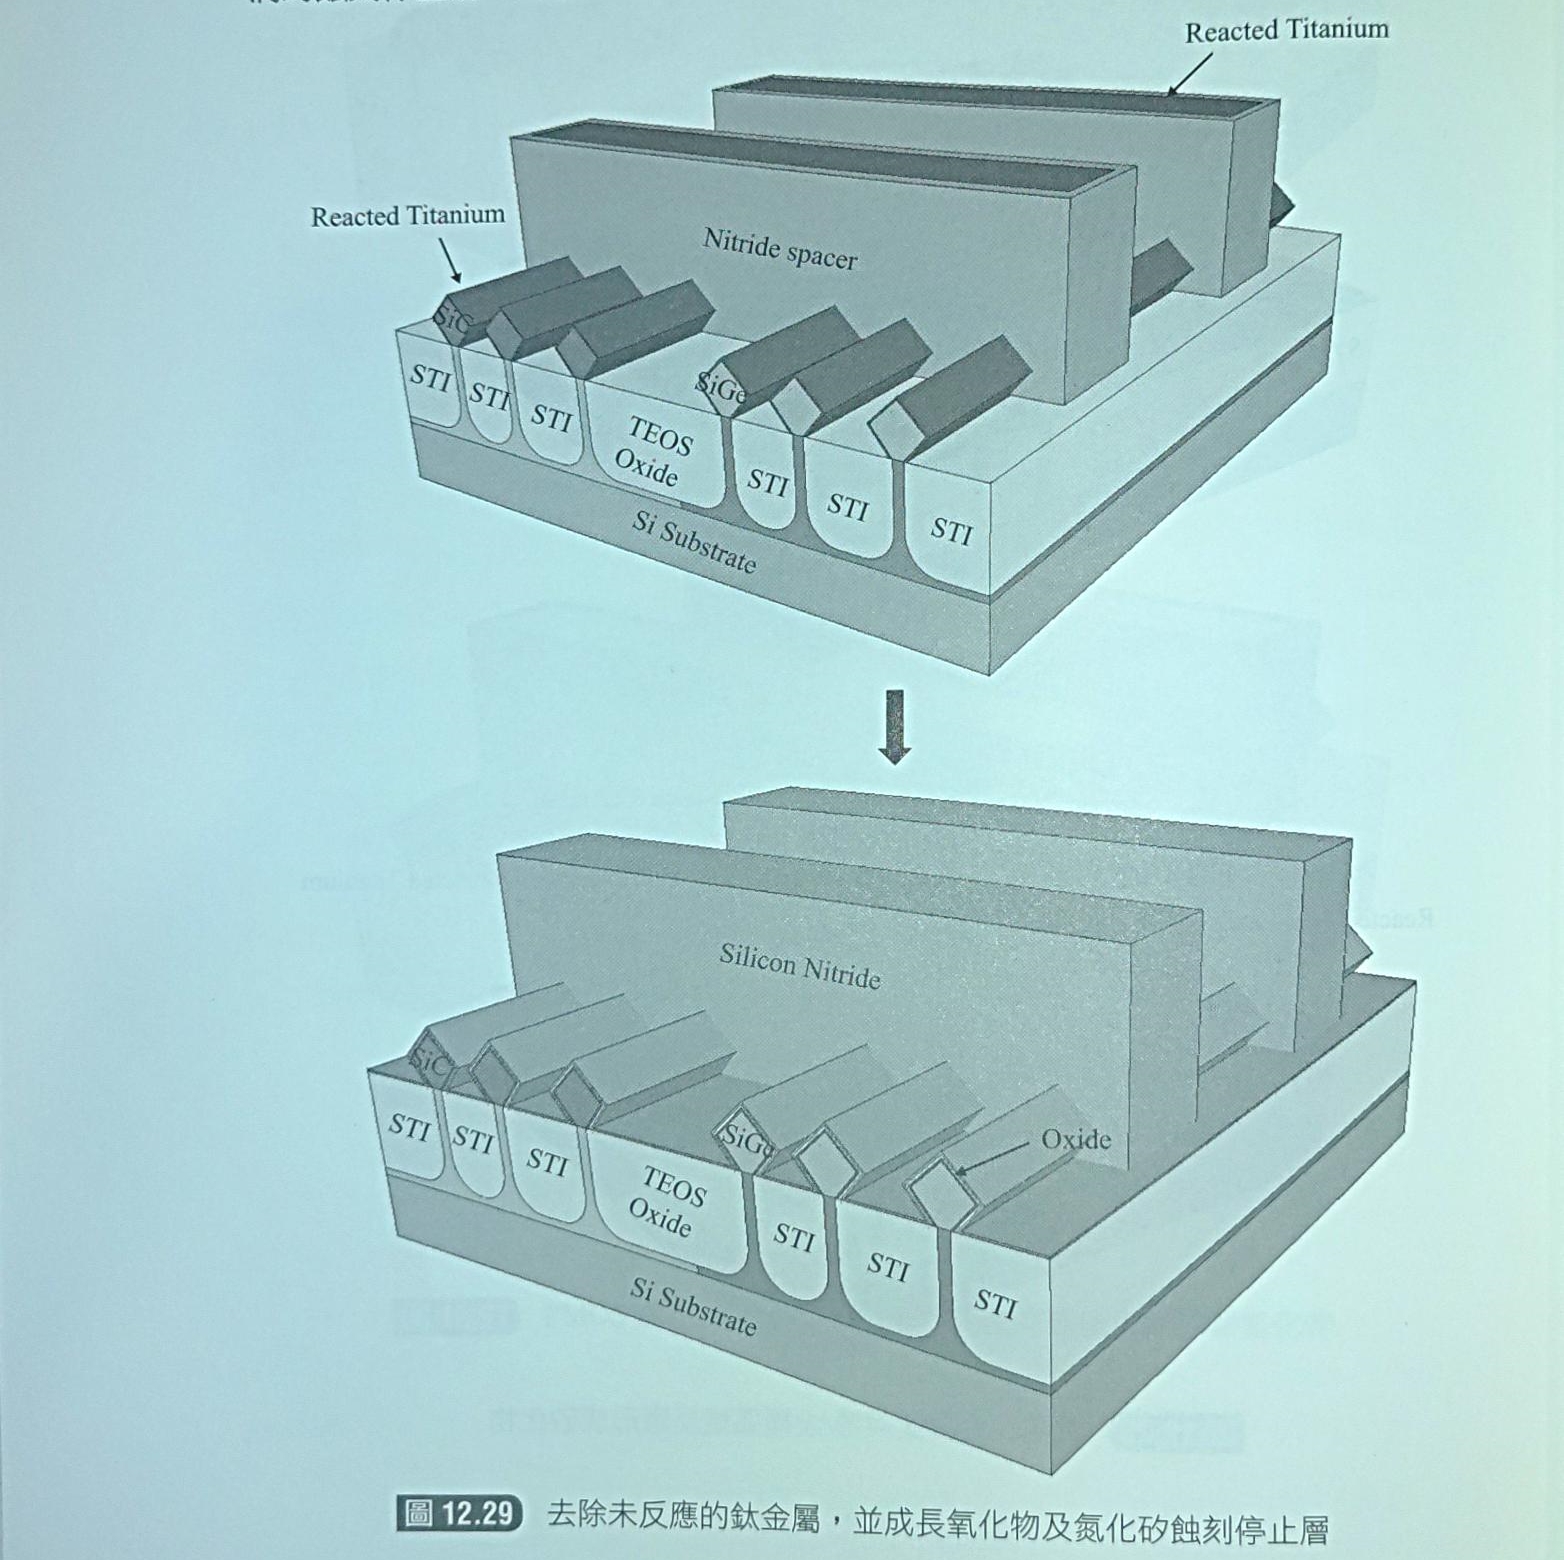 Reacted Titanium
Reacted Titanium
Nitride spacer
SiC
SiGe
STI
STI
STI
TEOS
Oxide
STI
STI
STI
Si Substrate
Silicon Nitride
SiC
SiGe
Oxide
STI
STI
STI
TEOS
Oxide
STI
STI
STI
Si Substrate
圖 12.29 去除未反應的鈦金屬,並成長氧化物及氮化矽蝕刻停止層